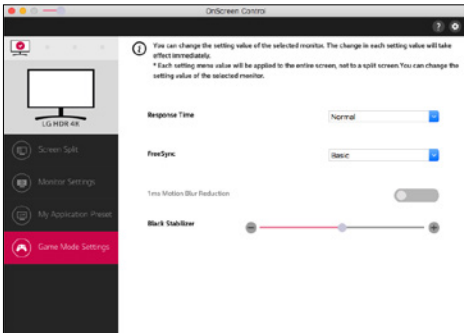 OnScreen Control
You can change the setting value of the selected monitor. The change in each setting value will take
effect immediately.
* Each setting menu value will be applied to the entire screen, not to a split screen.You can change the
setting value of the selected monitor.
LG HDR 4K
Screen Split
Monitor Settings
My Application Preset
Game Mode Settings
Response Time
Normal
FreeSync
Basic
1ms Motion Blur Reduction
Black Stabilizer